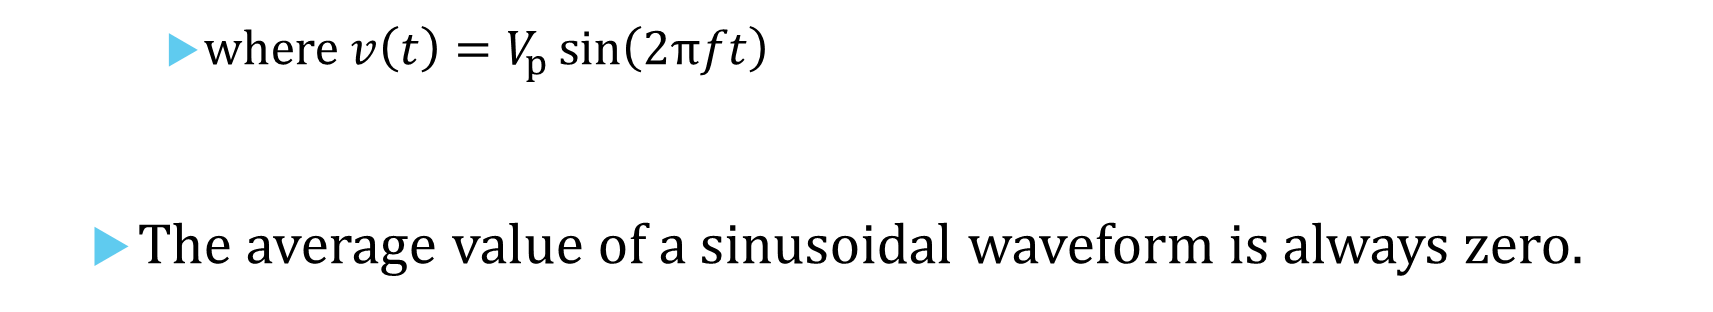 ▶where v(t) = Vₚ sin(2πft)
▶The average value of a sinusoidal waveform is always zero.